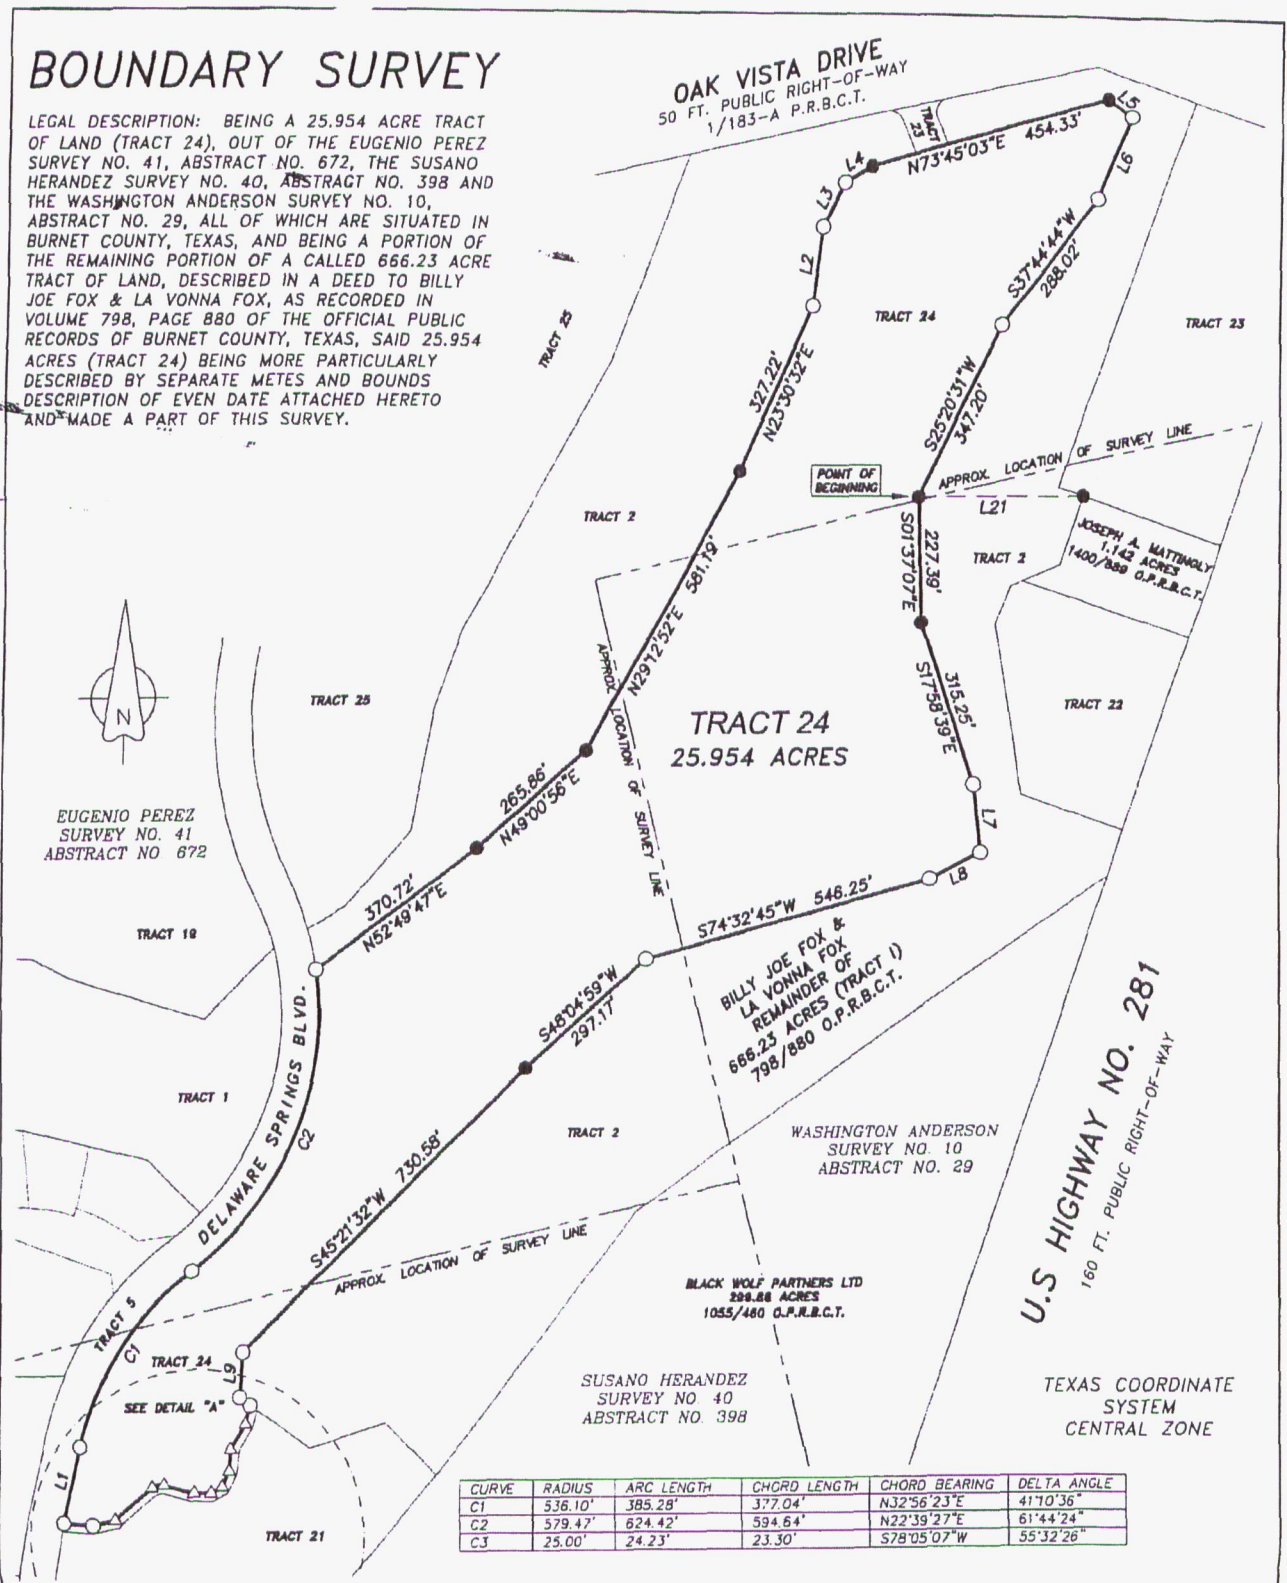 BOUNDARY SURVEY
LEGAL DESCRIPTION: BEING A 25.954 ACRE TRACT
OF LAND (TRACT 24), OUT OF THE EUGENIO PEREZ
SURVEY NO. 41, ABSTRACT NO. 672, THE SUSANO
HERANDEZ SURVEY NO. 40, ABSTRACT NO. 398 AND
THE WASHINGTON ANDERSON SURVEY NO. 10,
ABSTRACT NO. 29, ALL OF WHICH ARE SITUATED IN
BURNET COUNTY, TEXAS, AND BEING A PORTION OF
THE REMAINING PORTION OF A CALLED 666.23 ACRE
TRACT OF LAND, DESCRIBED IN A DEED TO BILLY
JOE FOX & LA VONNA FOX, AS RECORDED IN
VOLUME 798, PAGE 880 OF THE OFFICIAL PUBLIC
RECORDS OF BURNET COUNTY, TEXAS, SAID 25.954
ACRES (TRACT 24) BEING MORE PARTICULARLY
DESCRIBED BY SEPARATE METES AND BOUNDS
DESCRIPTION OF EVEN DATE ATTACHED HERETO
AND MADE A PART OF THIS SURVEY.
OAK VISTA DRIVE
50 FT. PUBLIC RIGHT-OF-WAY
1/183-A P.R.B.C.T.
TRACT
23
N73°45'03"E 454.33'
L5
L4
L6
L3
L2
S37°44'44"W
288.02'
TRACT 24
TRACT 23
TRACT 25
327.22'
N23°30'32"E
S25°20'31"W
347.20'
APPROX. LOCATION OF SURVEY LINE
POINT OF
BEGINNING
L21
TRACT 2
227.39'
S01°37'07"E
TRACT 2
JOSEPH A. MATTINGLY
1.142 ACRES
1400/889 O.P.R.B.C.T.
581.19'
N29°12'52"E
APPROX. LOCATION OF SURVEY LINE
315.25'
S17°58'39"E
N
TRACT 25
TRACT 24
25.954 ACRES
TRACT 22
265.86'
N49°00'56"E
L7
L8
EUGENIO PEREZ
SURVEY NO. 41
ABSTRACT NO 672
370.72'
N52°49'47"E
S74°32'45"W 546.25'
TRACT 19
BILLY JOE FOX &
LA VONNA FOX
REMAINDER OF
666.23 ACRES (TRACT I)
798/880 O.P.R.B.C.T.
S48°04'59"W
297.17'
DELAWARE SPRINGS BLVD.
TRACT 1
C2
TRACT 2
WASHINGTON ANDERSON
SURVEY NO. 10
ABSTRACT NO. 29
U.S HIGHWAY NO. 281
160 FT. PUBLIC RIGHT-OF-WAY
S45°21'32"W 730.58'
APPROX. LOCATION OF SURVEY LINE
BLACK WOLF PARTNERS LTD
299.88 ACRES
1055/460 O.P.R.B.C.T.
TRACT 5
C1
TRACT 24
L9
SEE DETAIL "A"
SUSANO HERANDEZ
SURVEY NO. 40
ABSTRACT NO. 398
TEXAS COORDINATE
SYSTEM
CENTRAL ZONE
L1
TRACT 21
CURVE RADIUS ARC LENGTH CHORD LENGTH CHORD BEARING DELTA ANGLE
C1 536.10' 385.28' 377.04' N32°56'23"E 41°10'36"
C2 579.47' 624.42' 594.64' N22°39'27"E 61°44'24"
C3 25.00' 24.23' 23.30' S78°05'07"W 55°32'26"